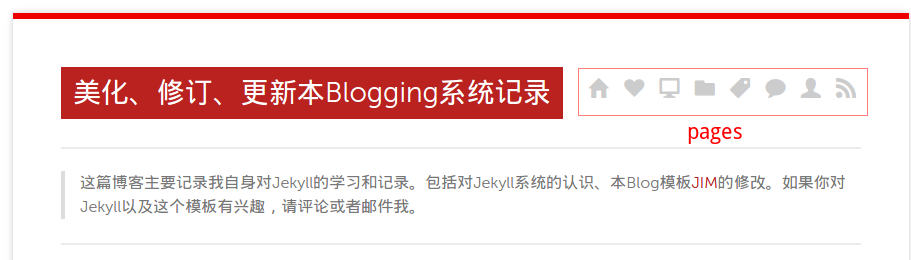 美化、修订、更新本Blogging系统记录
pages
这篇博客主要记录我自身对Jekyll的学习和记录。包括对Jekyll系统的认识、本Blog模板JIM的修改。如果你对
Jekyll以及这个模板有兴趣，请评论或者邮件我。